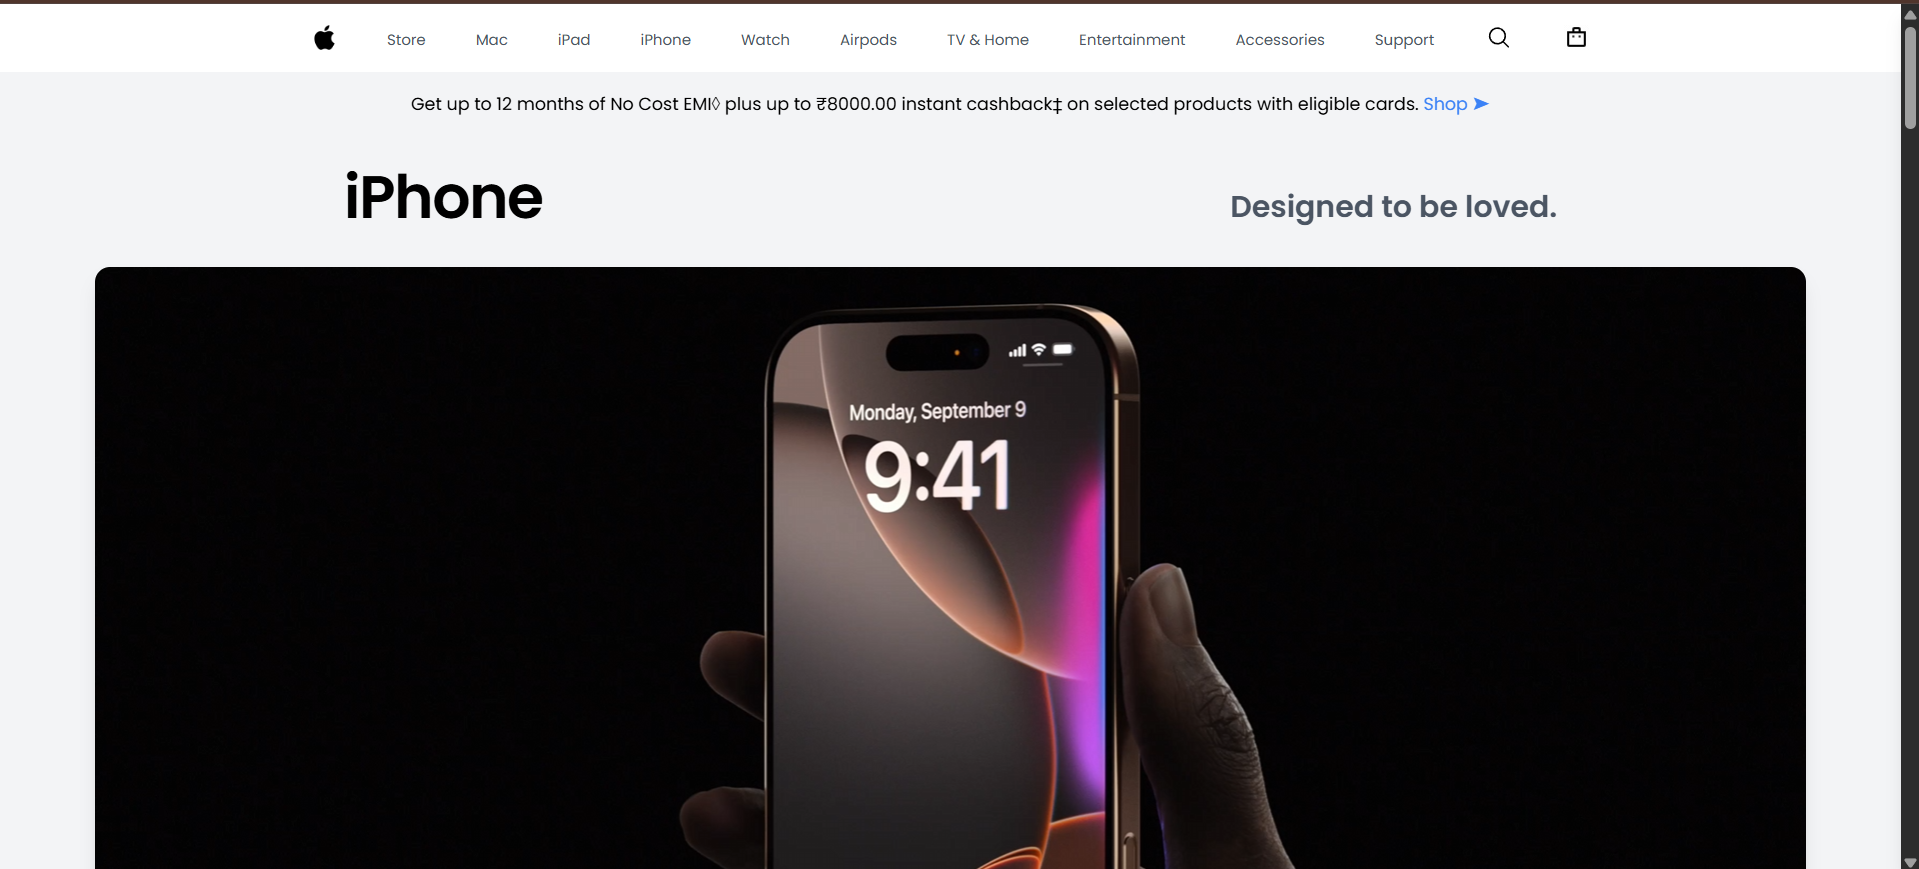 Store Mac iPad iPhone Watch Airpods TV & Home Entertainment Accessories Support
Get up to 12 months of No Cost EMI◊ plus up to ₹8000.00 instant cashback‡ on selected products with eligible cards. Shop ➤
iPhone
Designed to be loved.
Monday, September 9
9:41